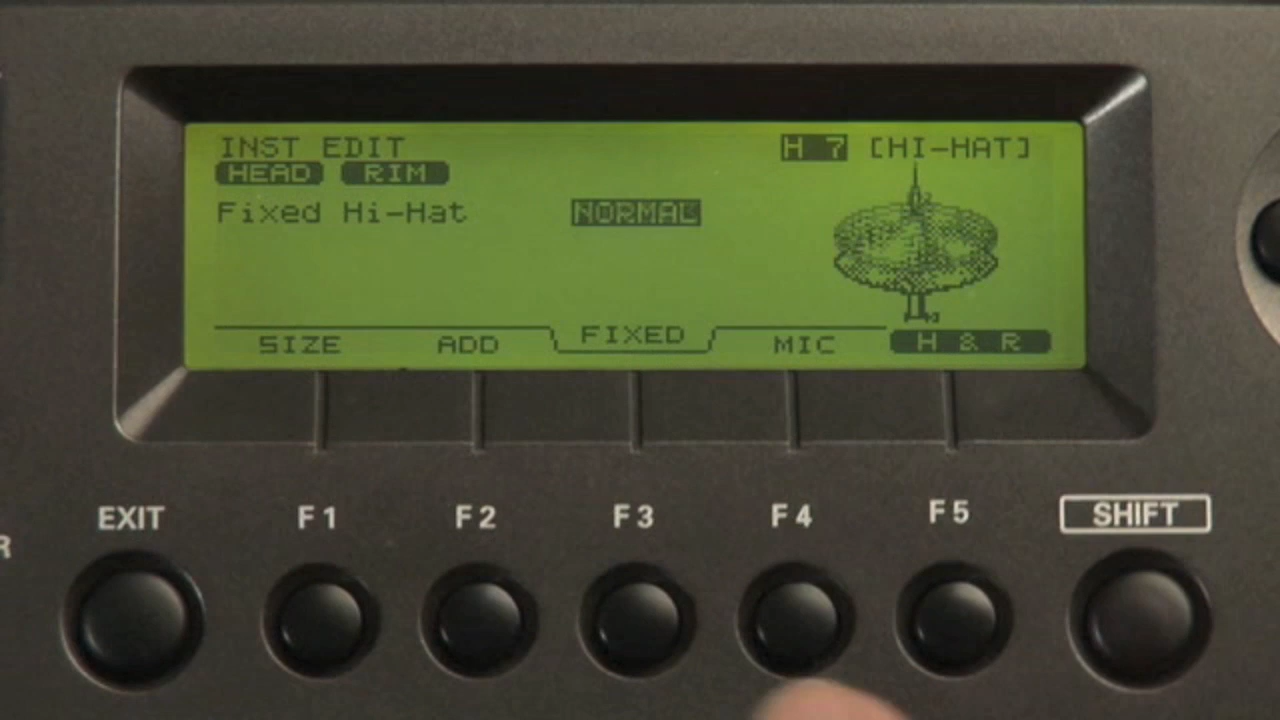 INST EDIT H 7 [HI-HAT]
HEAD RIM
Fixed Hi-Hat NORMAL
SIZE ADD FIXED MIC H & R
EXIT F1 F2 F3 F4 F5 SHIFT
R